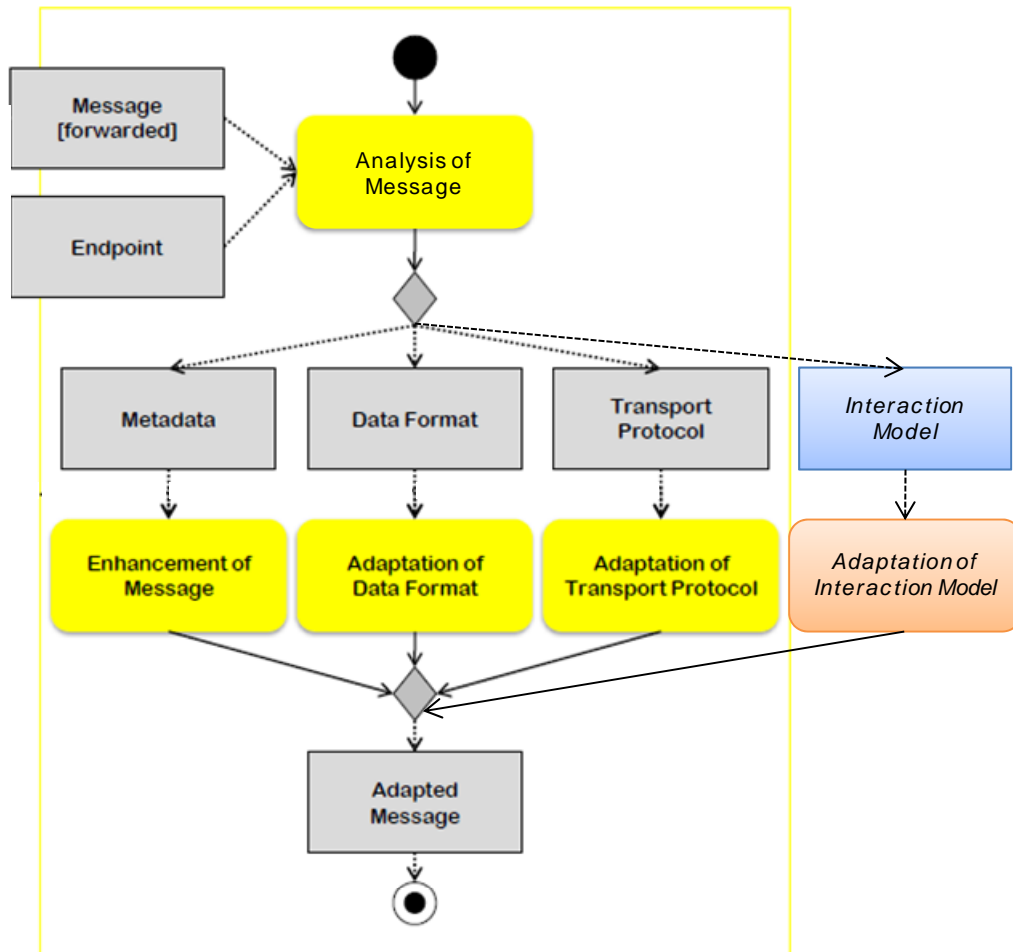 Message
[forwarded]
Analysis of
Message
Endpoint
Metadata
Data Format
Transport
Protocol
Interaction
Model
Enhancement of
Message
Adaptation of
Data Format
Adaptation of
Transport Protocol
Adaptation of
Interaction Model
Adapted
Message